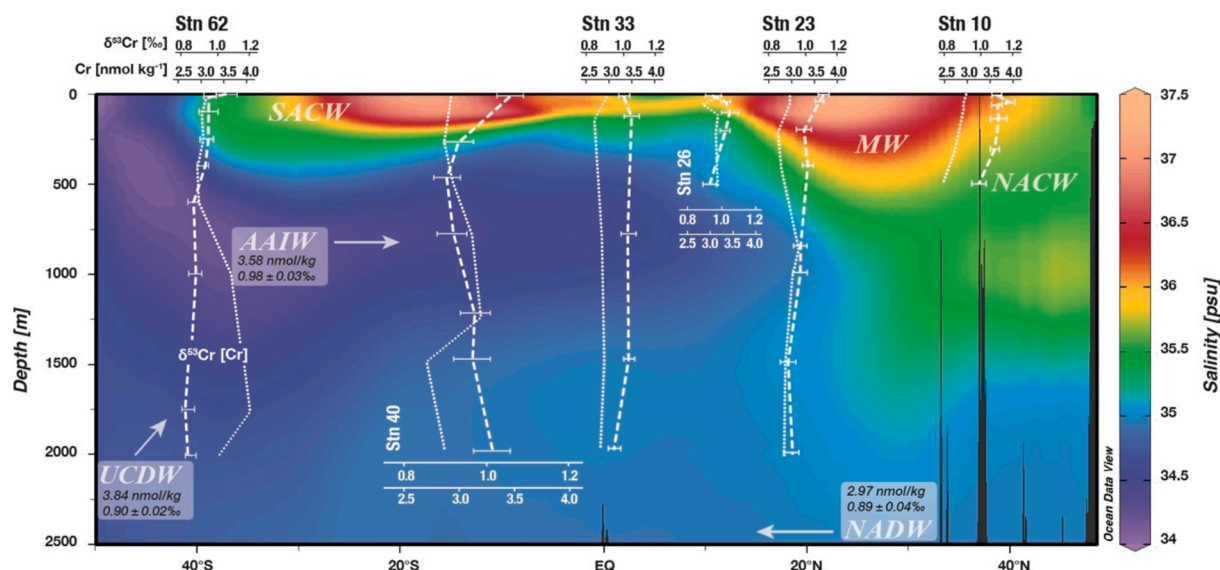 Stn 62
Stn 33
Stn 23
Stn 10
δ⁵³Cr [‰]
0.8 1.0 1.2
0.8 1.0 1.2
0.8 1.0 1.2
0.8 1.0 1.2
Cr [nmol kg⁻¹]
2.5 3.0 3.5 4.0
2.5 3.0 3.5 4.0
2.5 3.0 3.5 4.0
2.5 3.0 3.5 4.0
0
500
1000
1500
2000
2500
Depth [m]
SACW
MW
NACW
Stn 26
0.8 1.0 1.2
2.5 3.0 3.5 4.0
AAIW
3.58 nmol/kg
0.98 ± 0.03‰
δ⁵³Cr [Cr]
Stn 40
0.8 1.0 1.2
2.5 3.0 3.5 4.0
UCDW
3.84 nmol/kg
0.90 ± 0.02‰
2.97 nmol/kg
0.89 ± 0.04‰
NADW
40°S
20°S
EQ
20°N
40°N
Ocean Data View
37.5
37
36.5
36
35.5
35
34.5
34
Salinity [psu]